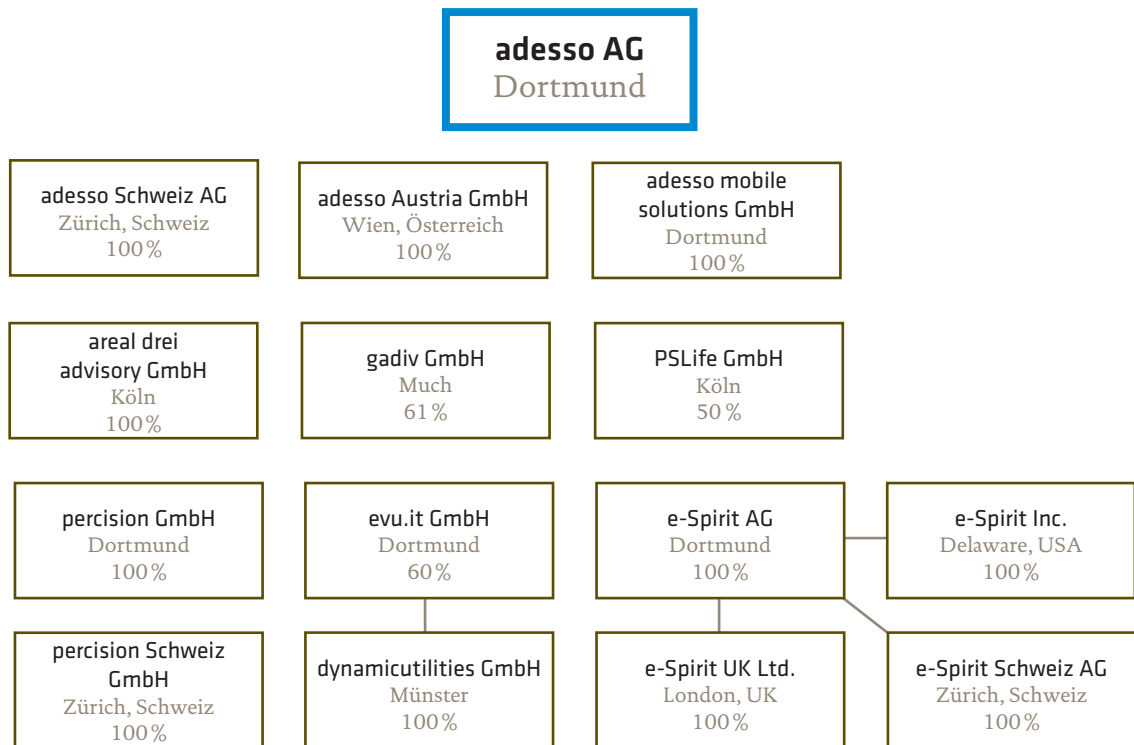 adesso AG
Dortmund
adesso Schweiz AG
Zürich, Schweiz
100 %
adesso Austria GmbH
Wien, Österreich
100 %
adesso mobile
solutions GmbH
Dortmund
100 %
areal drei
advisory GmbH
Köln
100 %
gadiv GmbH
Much
61 %
PSLife GmbH
Köln
50 %
percision GmbH
Dortmund
100 %
evu.it GmbH
Dortmund
60 %
e-Spirit AG
Dortmund
100 %
e-Spirit Inc.
Delaware, USA
100 %
percision Schweiz
GmbH
Zürich, Schweiz
100 %
dynamicutilities GmbH
Münster
100 %
e-Spirit UK Ltd.
London, UK
100 %
e-Spirit Schweiz AG
Zürich, Schweiz
100 %